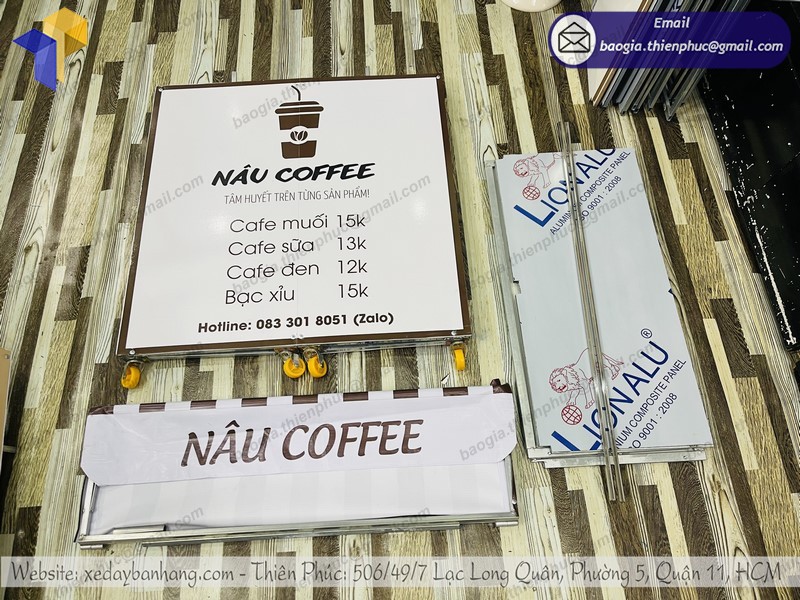 Email
baogia.thienphuc@gmail.com
NÂU COFFEE
TÂM HUYẾT TRÊN TỪNG SẢN PHẨM!
Cafe muối 15k
Cafe sữa 13k
Cafe đen 12k
Bạc xỉu 15k
Hotline: 083 301 8051 (Zalo)
NÂU COFFEE
LIONALU
ALUMINIUM COMPOSITE PANEL
ISO 9001 : 2008
LIONALU®
NIUM COMPOSITE PANEL
ISO 9001 : 2008
Website: xedaybanhang.com - Thiên Phúc: 506/49/7 Lạc Long Quân, Phường 5, Quận 11, HCM